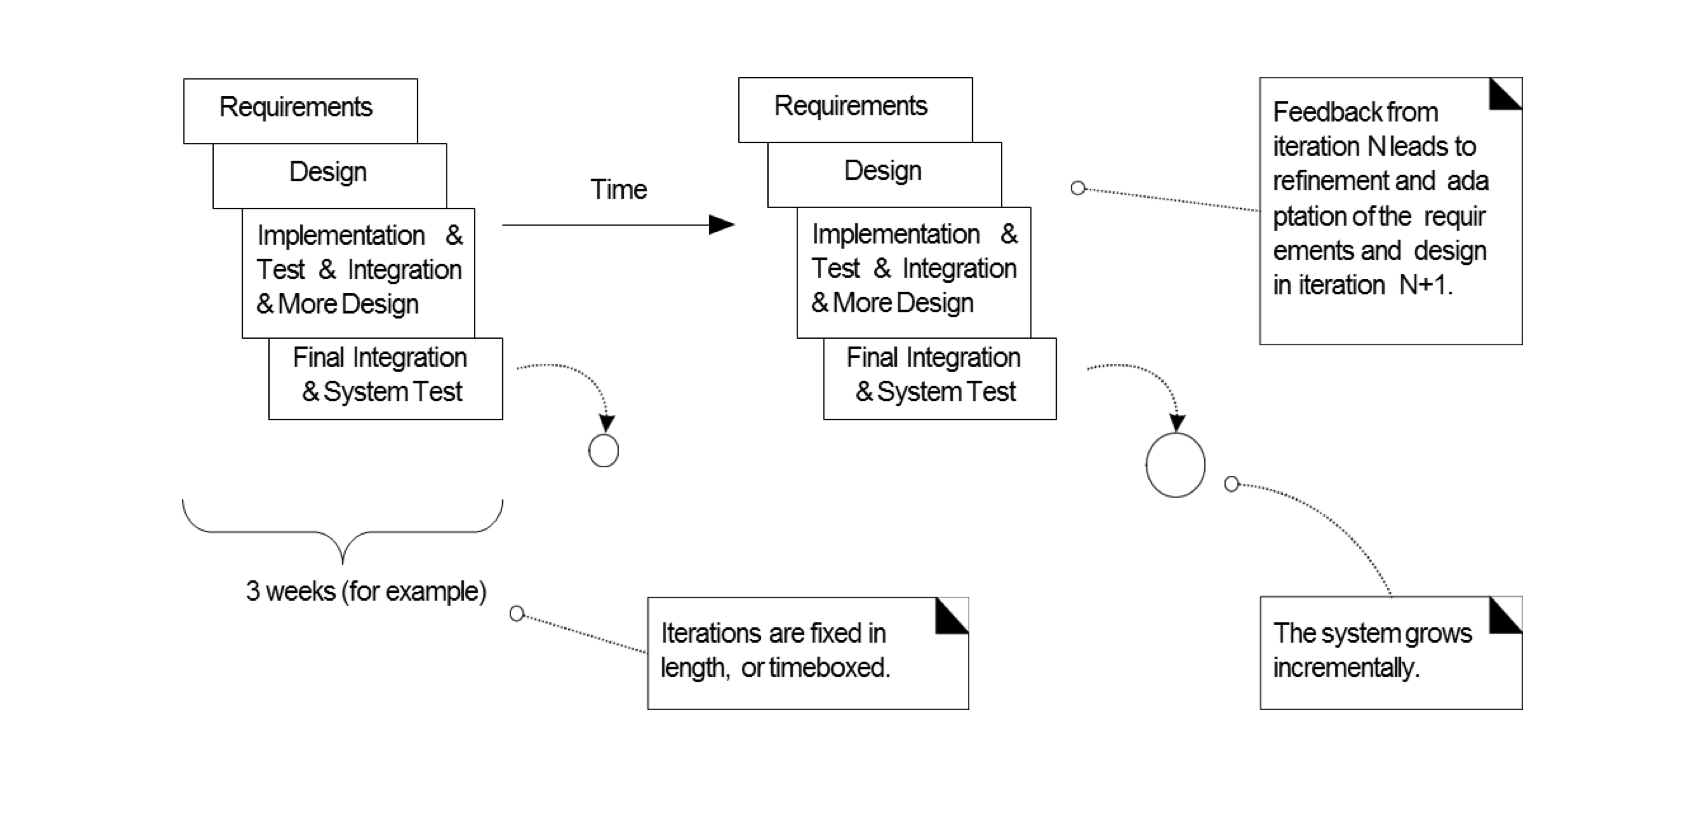 Requirements
Design
Implementation & 
Test & Integration
& More Design
Final Integration
& System Test
Time
Requirements
Design
Implementation &
Test & Integration
& More Design
Final Integration
& System Test
Feedback from
iteration N leads to
refinement and ada
ptation of the requir
ements and design
in iteration N+1.
3 weeks (for example)
Iterations are fixed in
length, or timeboxed.
The system grows
incrementally.